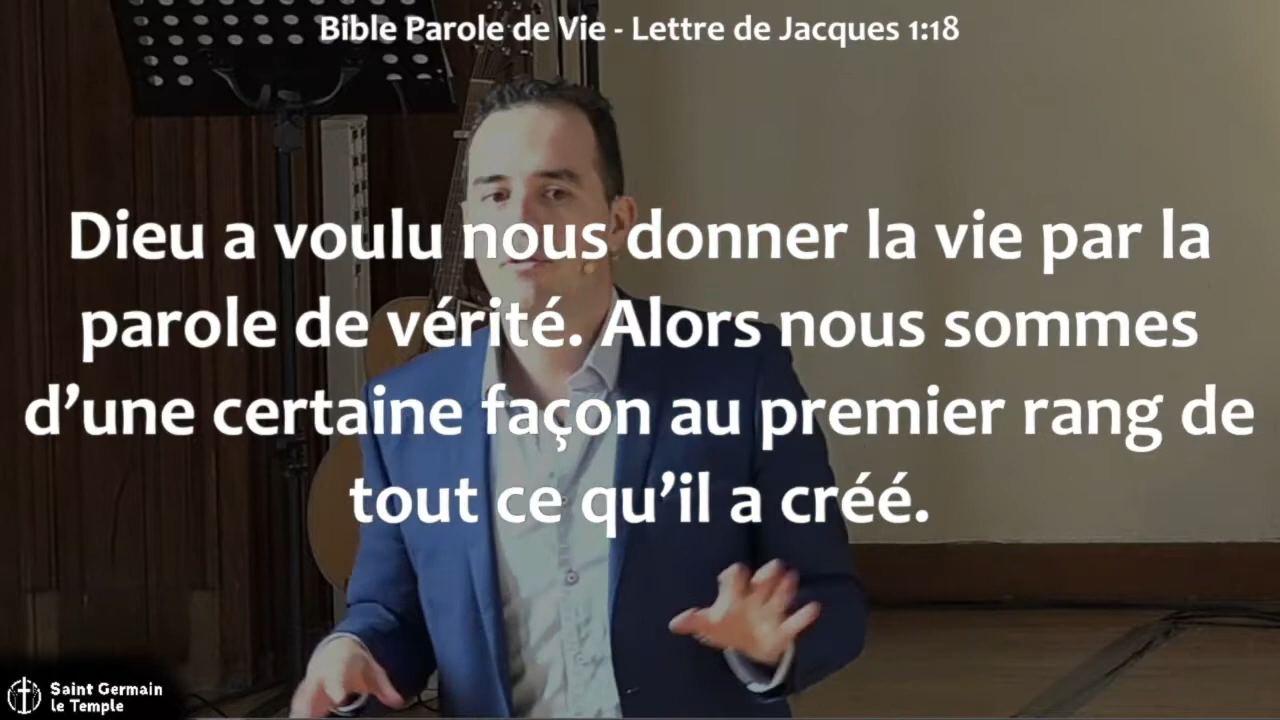 Bible Parole de Vie - Lettre de Jacques 1:18
Dieu a voulu nous donner la vie par la
parole de vérité. Alors nous sommes
d’une certaine façon au premier rang de
tout ce qu’il a créé.
Saint Germain
le Temple